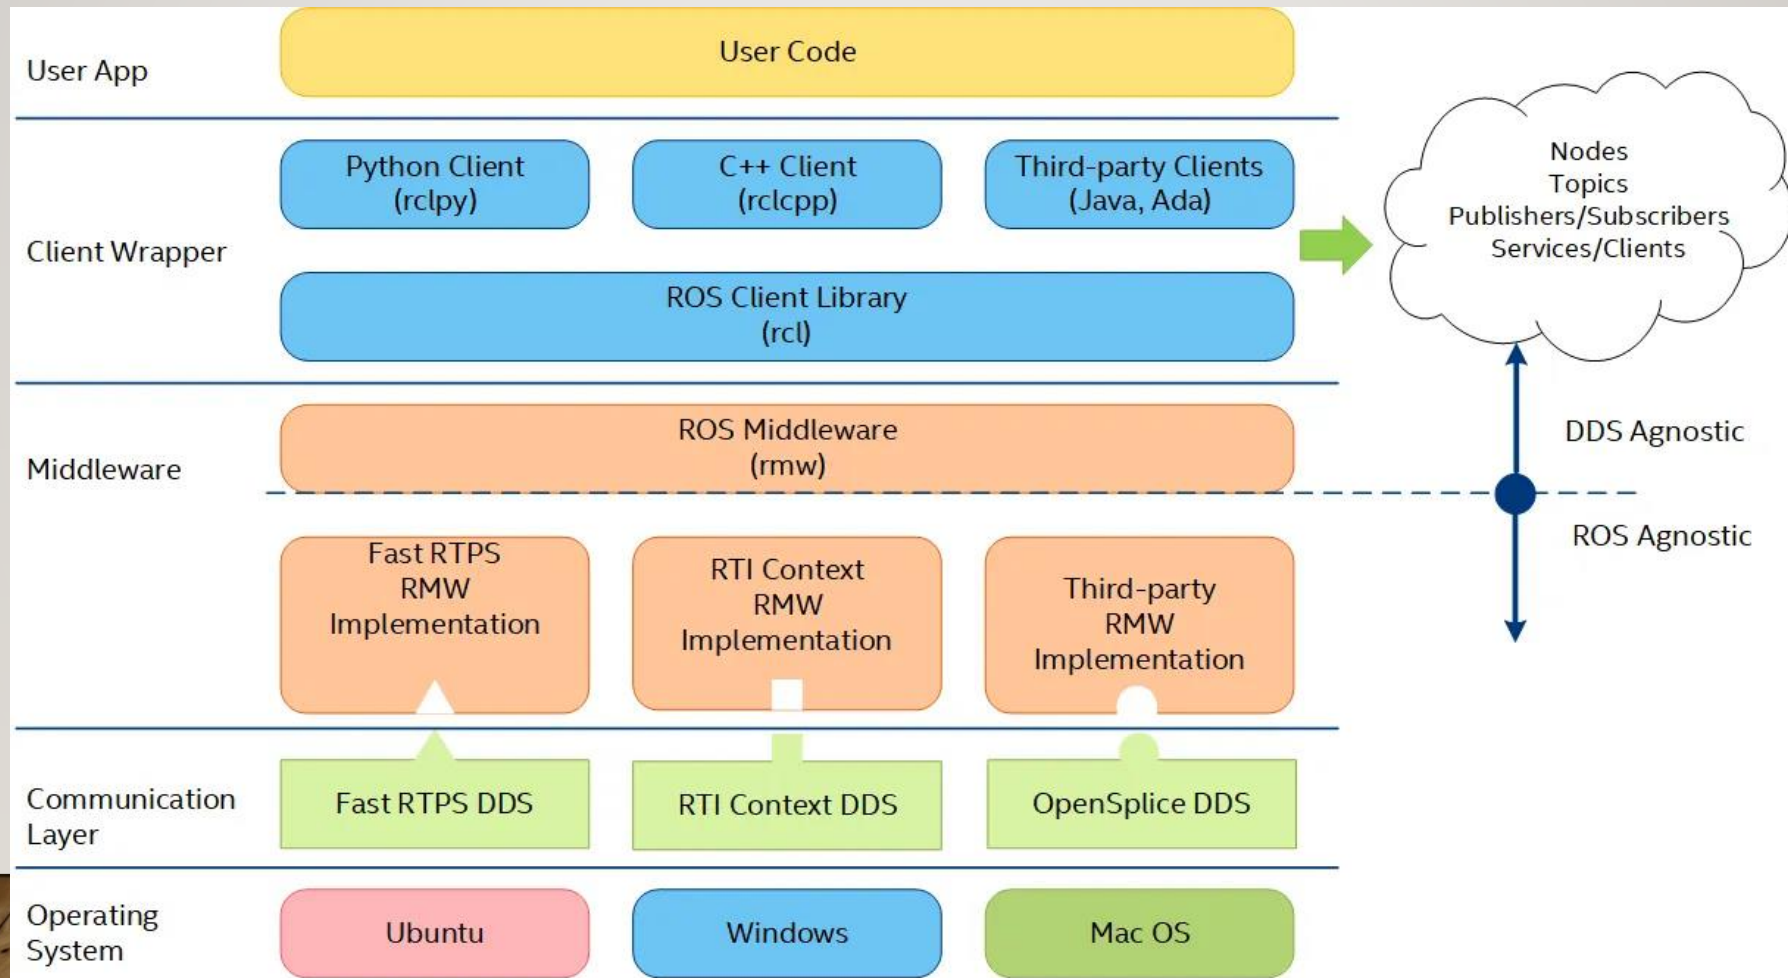 User App
User Code
Client Wrapper
Python Client
(rclpy)
C++ Client
(rclcpp)
Third-party Clients
(Java, Ada)
ROS Client Library
(rcl)
Nodes
Topics
Publishers/Subscribers
Services/Clients
Middleware
ROS Middleware
(rmw)
DDS Agnostic
ROS Agnostic
Fast RTPS
RMW
Implementation
RTI Context
RMW
Implementation
Third-party
RMW
Implementation
Communication
Layer
Fast RTPS DDS
RTI Context DDS
OpenSplice DDS
Operating
System
Ubuntu
Windows
Mac OS